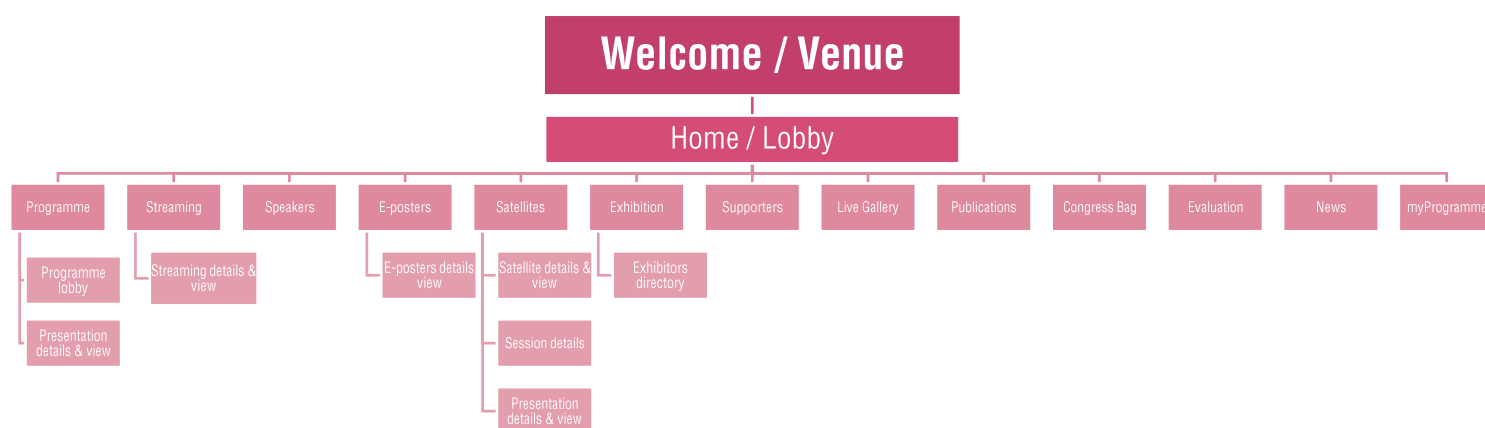 Welcome / Venue
Home / Lobby
Programme
Streaming
Speakers
E-posters
Satellites
Exhibition
Supporters
Live Gallery
Publications
Congress Bag
Evaluation
News
myProgramme
Programme
lobby
Streaming details &
view
E-posters details
view
Satellite details &
view
Exhibitors
directory
Presentation
details & view
Session details
Presentation
details & view